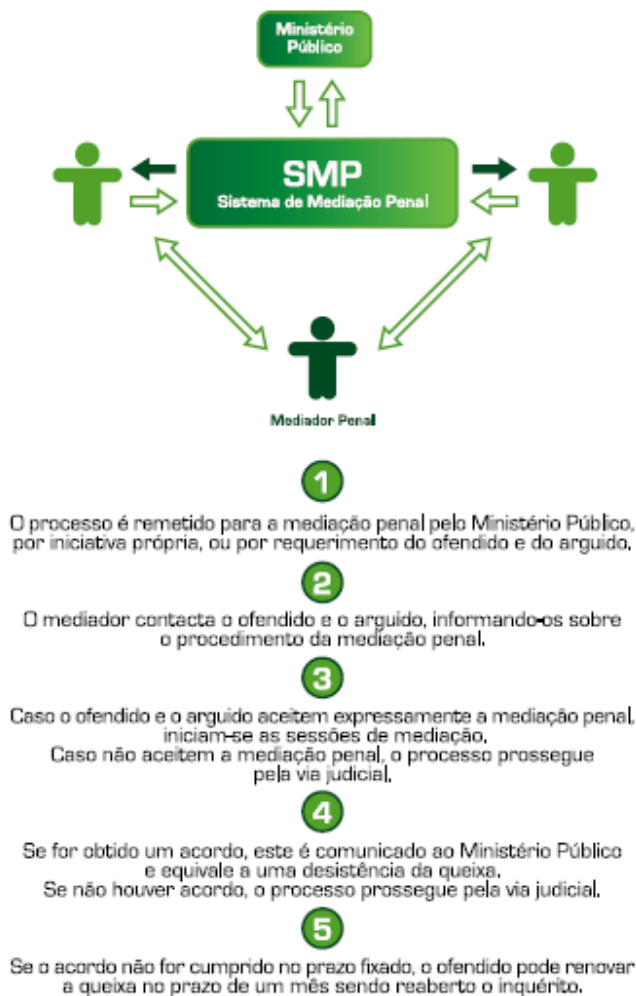 Ministério
Público
SMP
Sistema de Mediação Penal
Mediador Penal
1
O processo é remetido para a mediação penal pelo Ministério Público,
por iniciativa própria, ou por requerimento do ofendido e do arguido.
2
O mediador contacta o ofendido e o arguido, informando-os sobre
o procedimento da mediação penal.
3
Caso o ofendido e o arguido aceitem expressamente a mediação penal,
iniciam-se as sessões de mediação.
Caso não aceitem a mediação penal, o processo prossegue
pela via judicial.
4
Se for obtido um acordo, este é comunicado ao Ministério Público
e equivale a uma desistência da queixa.
Se não houver acordo, o processo prossegue pela via judicial.
5
Se o acordo não for cumprido no prazo fixado, o ofendido pode renovar
a queixa no prazo de um mês sendo reaberto o inquérito.